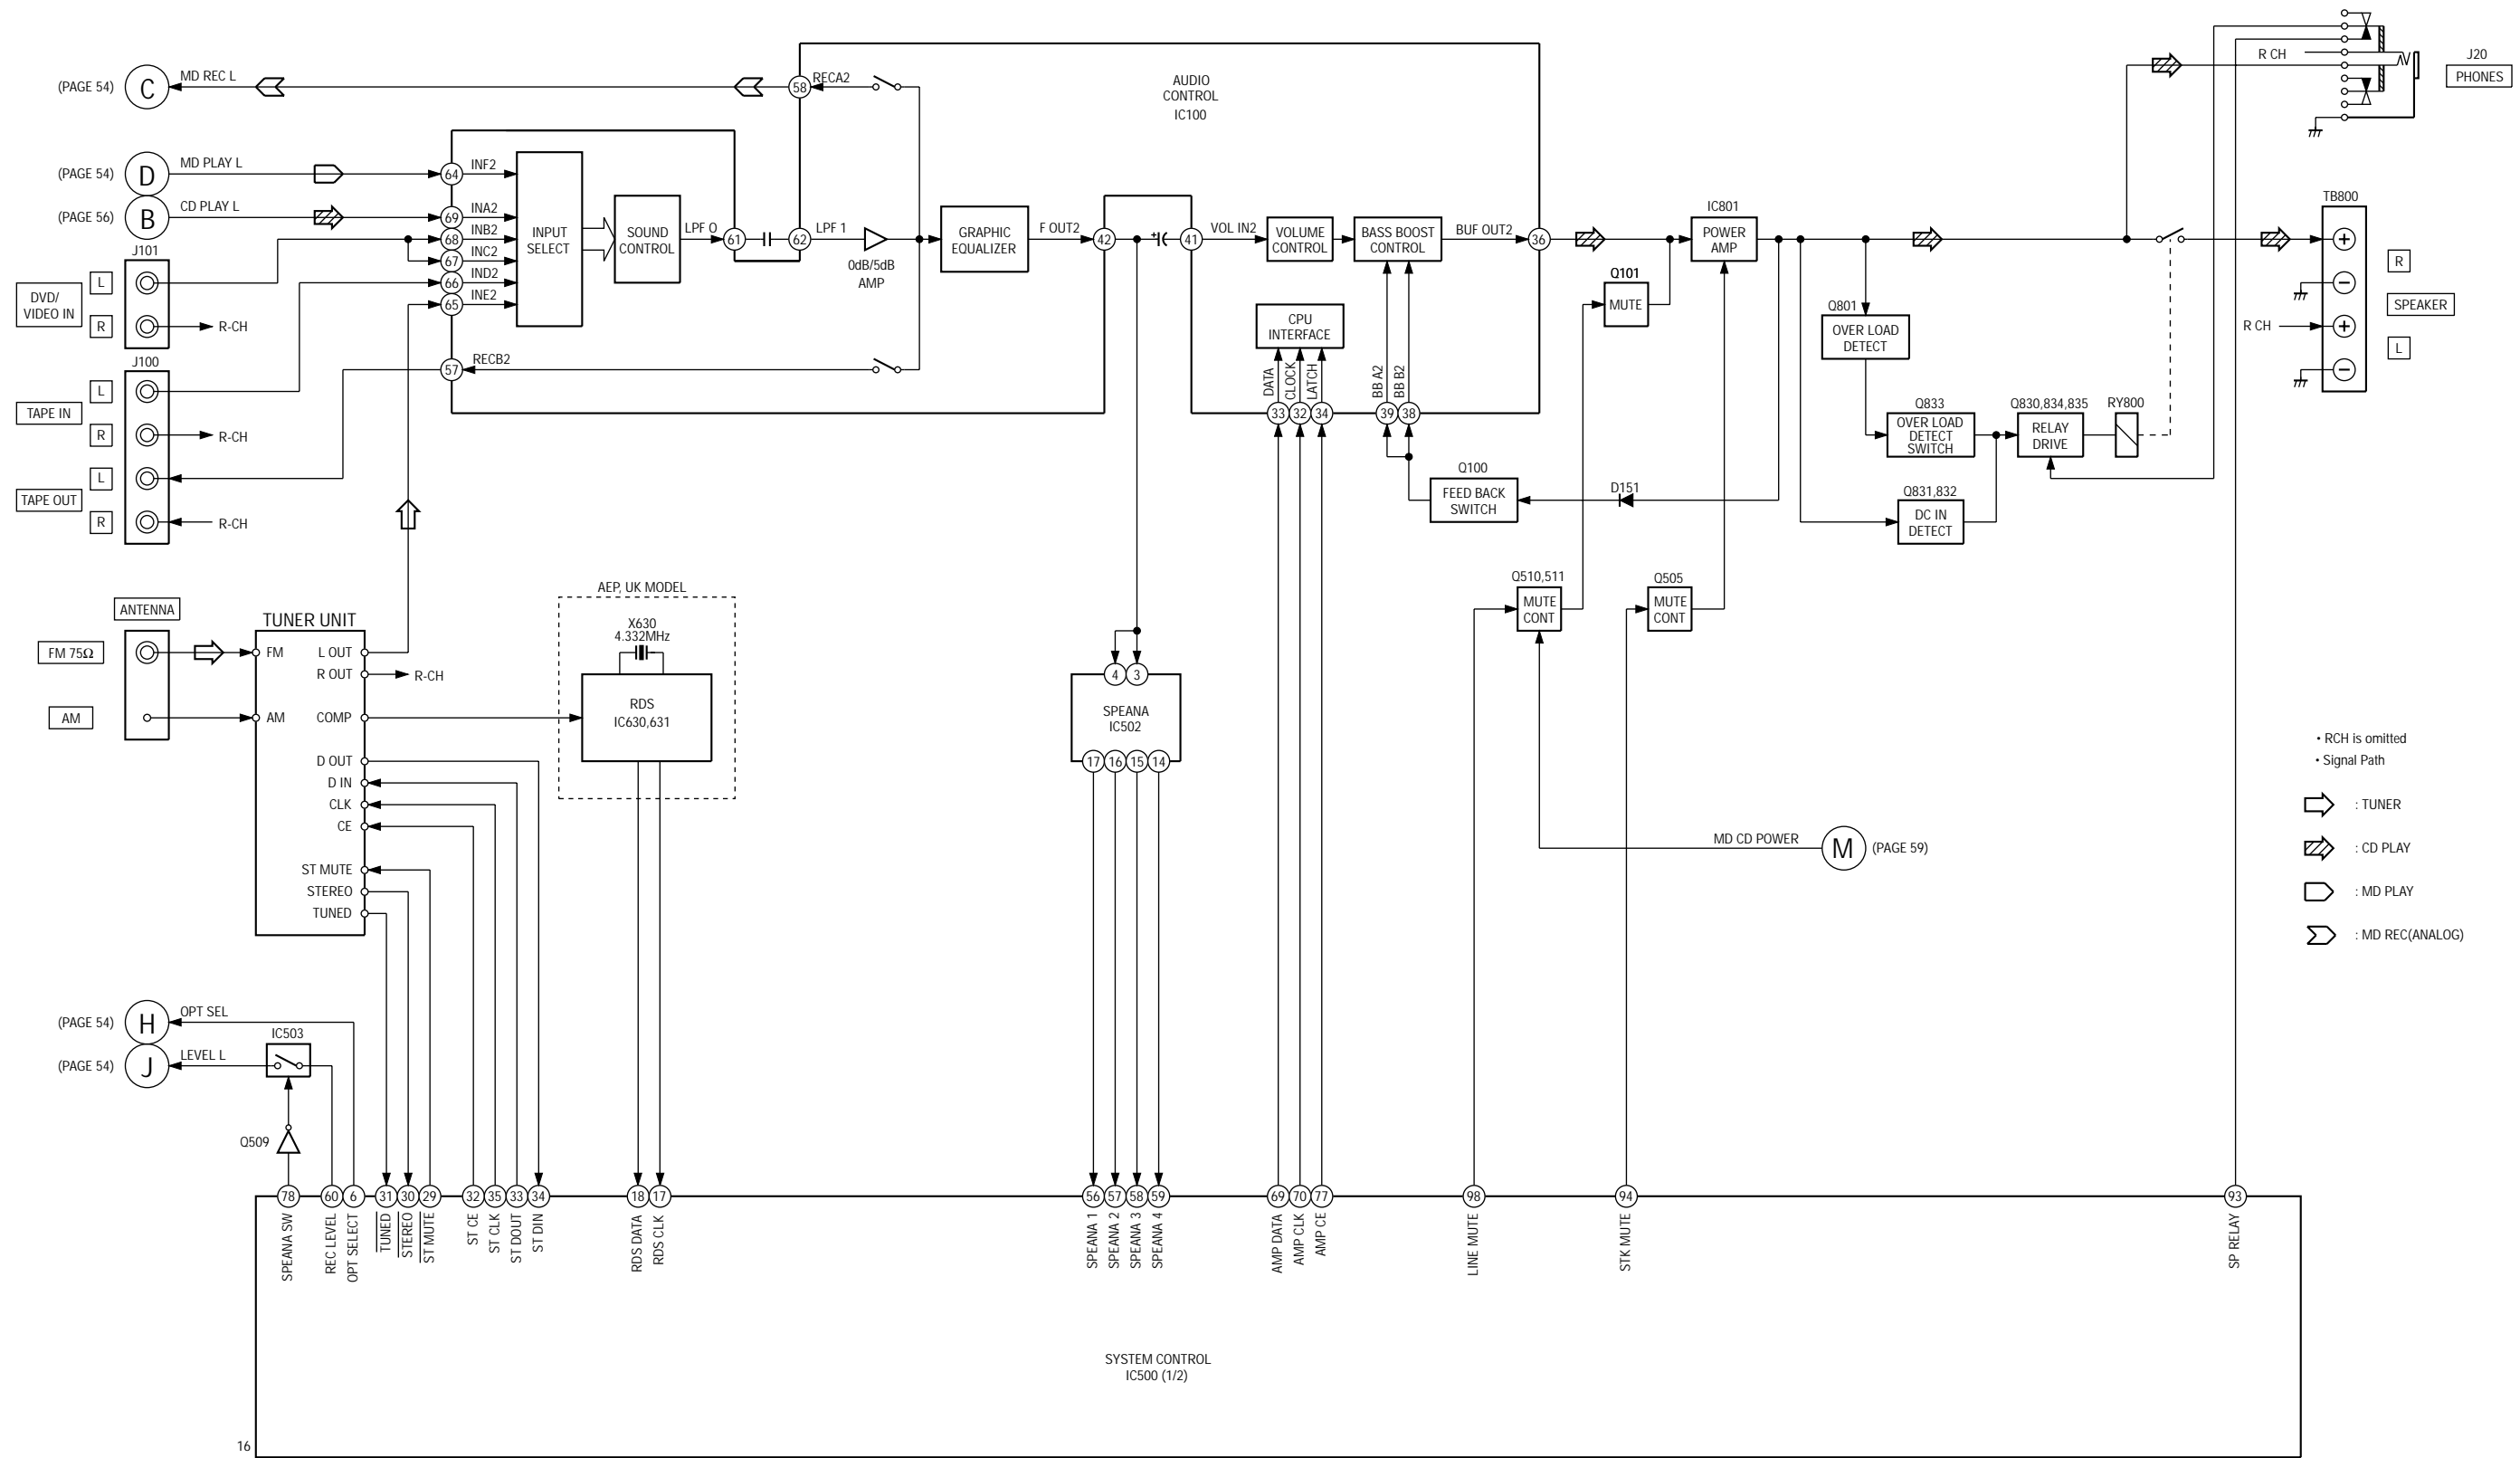 (PAGE 54)
C
MD REC L
58
RECA2
AUDIO
CONTROL
IC100
R CH
J20
PHONES
(PAGE 54)
D
MD PLAY L
64
INF2
(PAGE 56)
B
CD PLAY L
69
INA2
68
INB2
67
INC2
66
IND2
65
INE2
INPUT
SELECT
SOUND
CONTROL
LPF O
61
62
LPF 1
0dB/5dB
AMP
GRAPHIC
EQUALIZER
F OUT2
42
41
VOL IN2
VOLUME
CONTROL
BASS BOOST
CONTROL
BUF OUT2
36
IC801
POWER
AMP
Q101
MUTE
TB800
+
−
R
SPEAKER
R CH
+
−
L
J101
DVD/
VIDEO IN
L
R
R-CH
CPU
INTERFACE
DATA
CLOCK
LATCH
BB A2
BB B2
33
32
34
39
38
57
RECB2
Q801
OVER LOAD
DETECT
Q833
OVER LOAD
DETECT
SWITCH
Q830,834,835
RELAY
DRIVE
RY800
Q831,832
DC IN
DETECT
J100
TAPE IN
L
R
R-CH
TAPE OUT
L
R
R-CH
Q100
FEED BACK
SWITCH
D151
Q510,511
MUTE
CONT
Q505
MUTE
CONT
ANTENNA
FM 75Ω
AM
TUNER UNIT
FM
AM
L OUT
R OUT
R-CH
COMP
D OUT
D IN
CLK
CE
ST MUTE
STEREO
TUNED
AEP, UK MODEL
X630
4.332MHz
RDS
IC630,631
4
3
SPEANA
IC502
17
16
15
14
MD CD POWER
M
(PAGE 59)
• RCH is omitted
• Signal Path
: TUNER
: CD PLAY
: MD PLAY
: MD REC(ANALOG)
(PAGE 54)
H
OPT SEL
(PAGE 54)
J
LEVEL L
IC503
Q509
78
60
6
31
30
29
32
35
33
34
18
17
56
57
58
59
69
70
77
98
94
93
SPEANA SW
REC LEVEL
OPT SELECT
TUNED
STEREO
ST MUTE
ST CE
ST CLK
ST DOUT
ST DIN
RDS DATA
RDS CLK
SPEANA 1
SPEANA 2
SPEANA 3
SPEANA 4
AMP DATA
AMP CLK
AMP CE
LINE MUTE
STK MUTE
SP RELAY
SYSTEM CONTROL
IC500 (1/2)
16